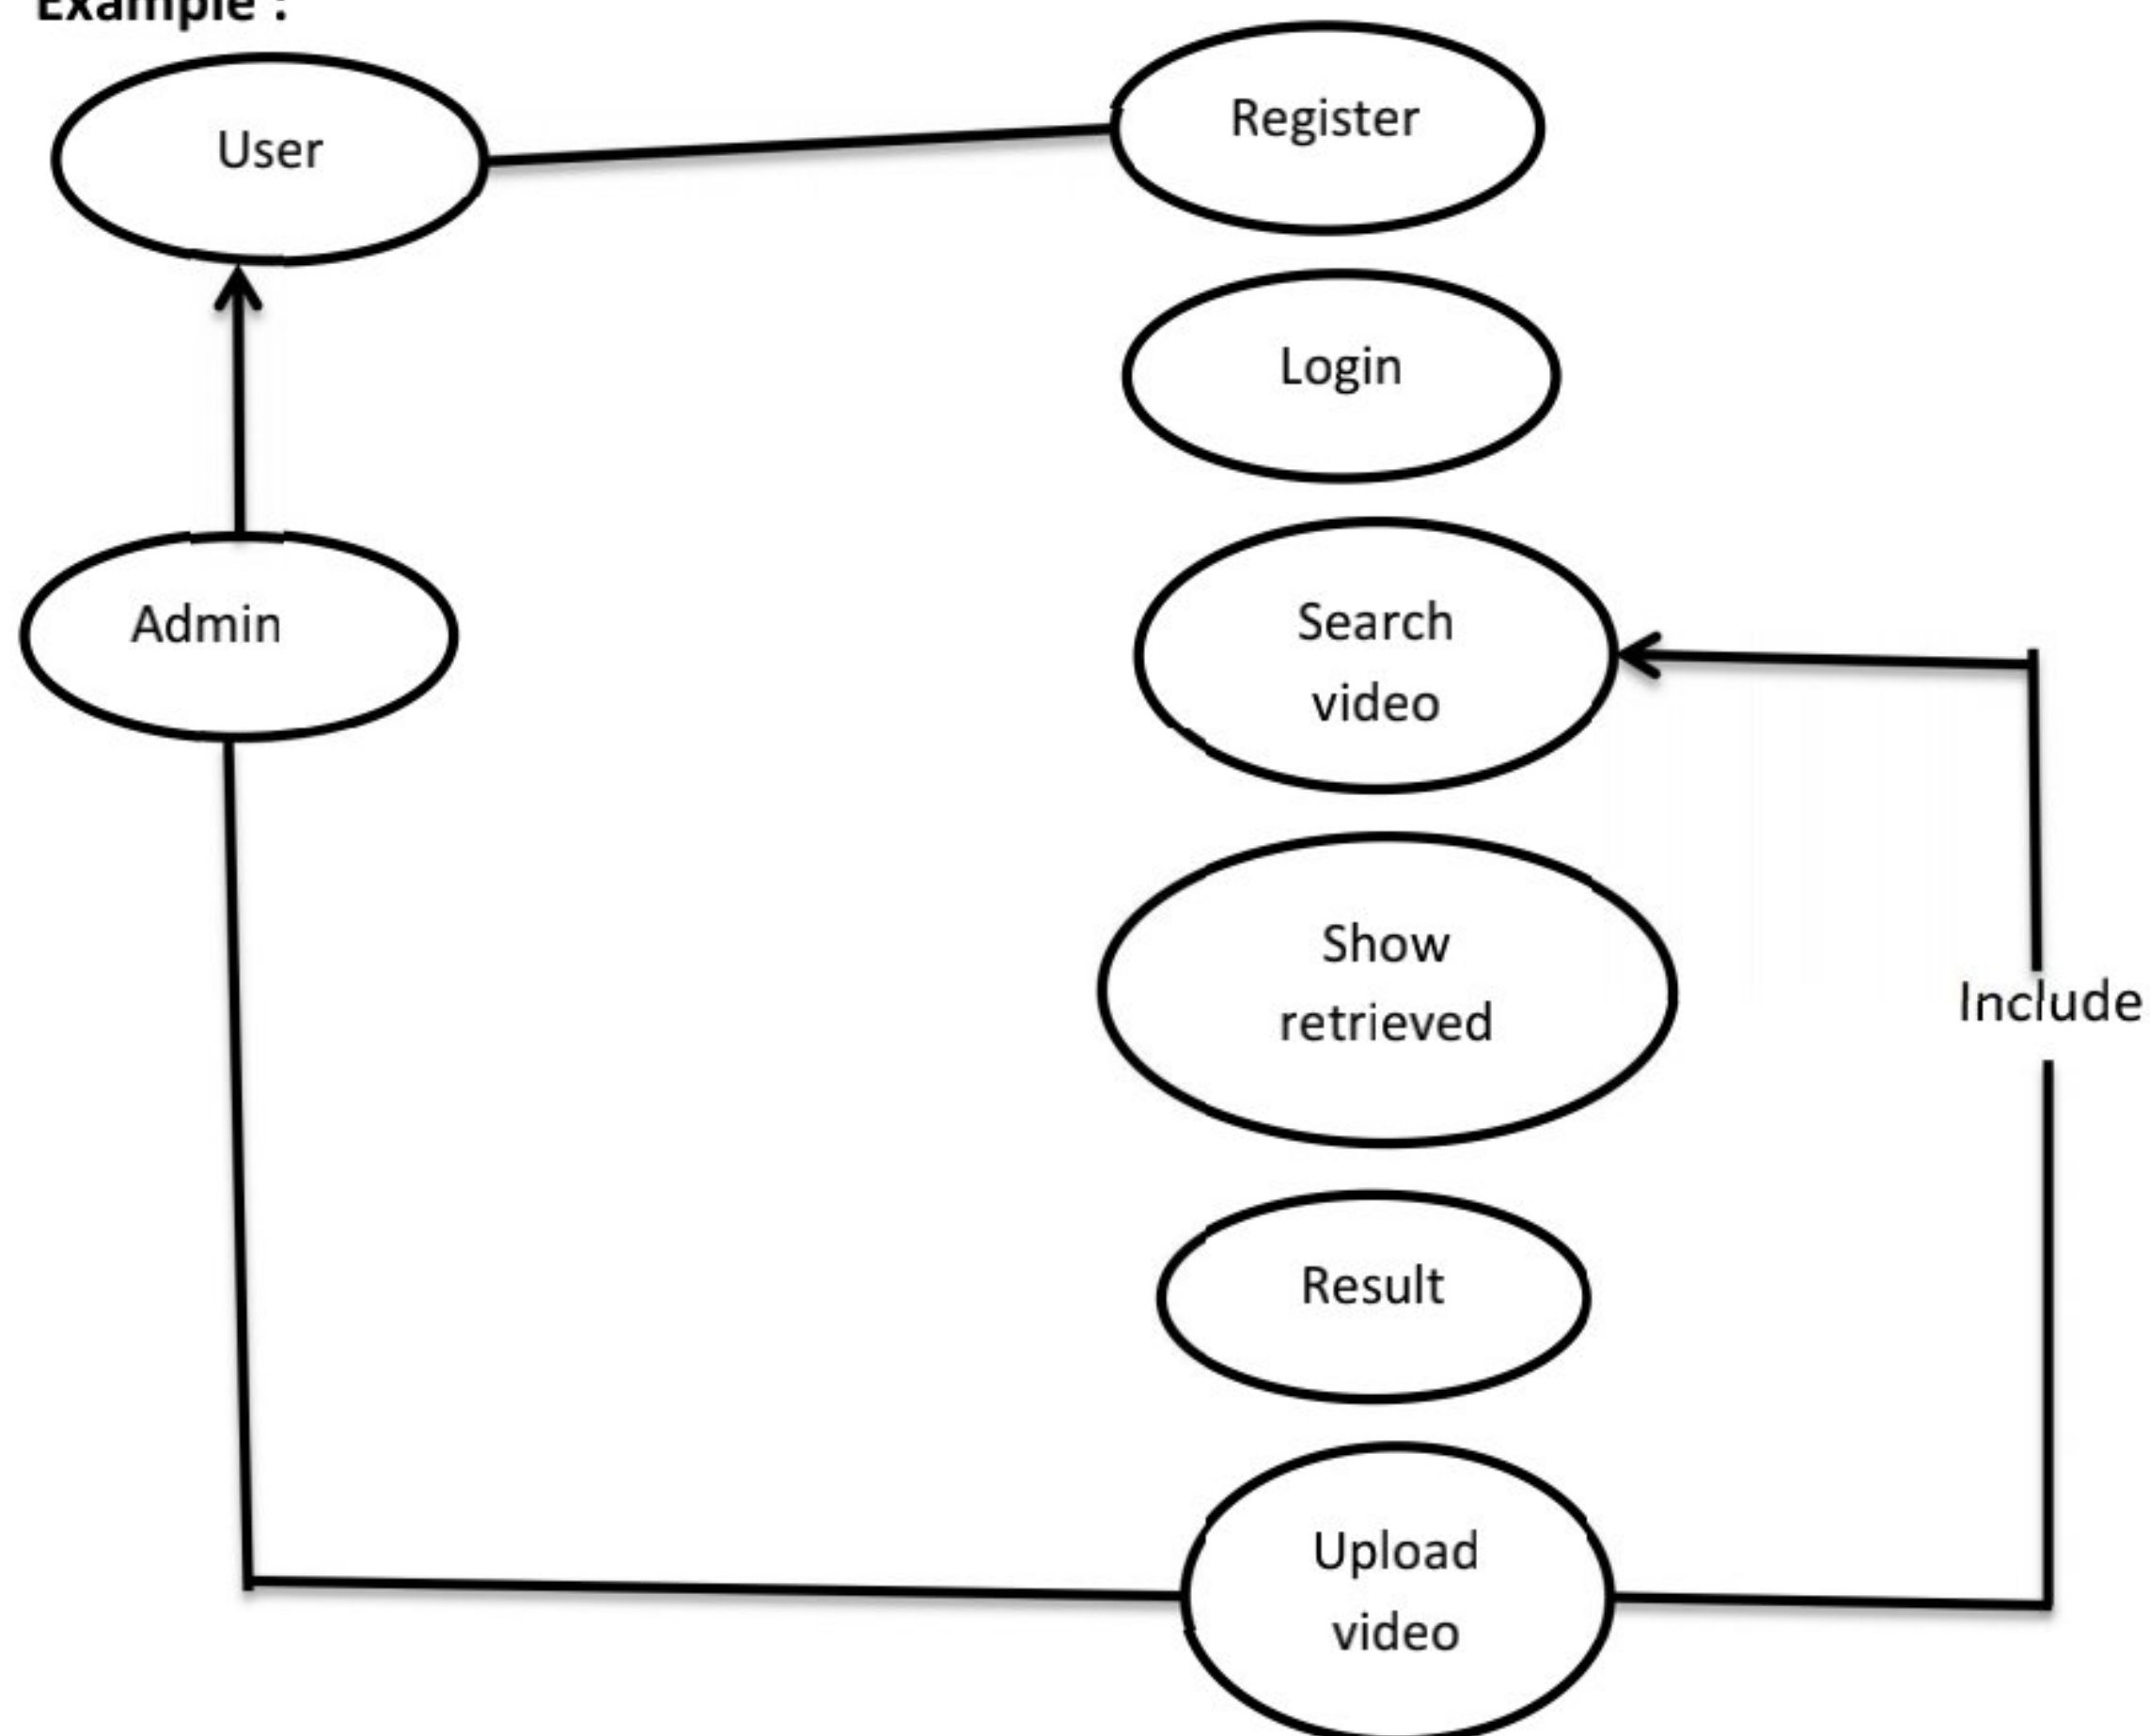 Example :
User
Register
Login
Admin
Search
video
Show
retrieved
Include
Result
Upload
video